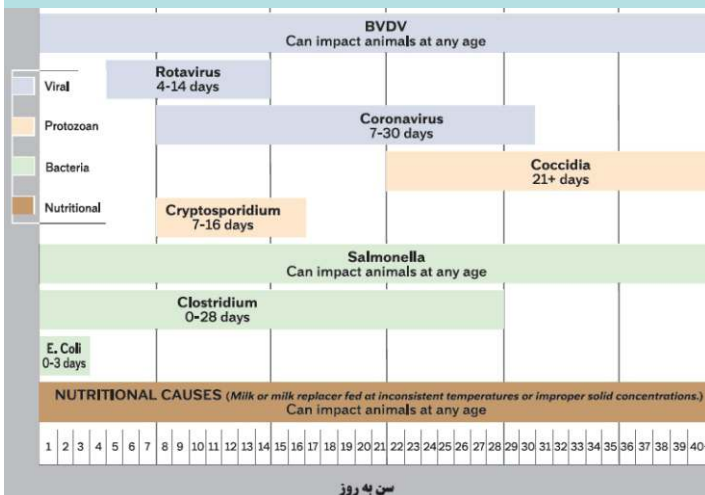 BVDV
Can impact animals at any age
Rotavirus
4-14 days
Viral
Coronavirus
7-30 days
Protozoan
Coccidia
21+ days
Bacteria
Cryptosporidium
7-16 days
Nutritional
Salmonella
Can impact animals at any age
Clostridium
0-28 days
E. Coli
0-3 days
NUTRITIONAL CAUSES (Milk or milk replacer fed at inconsistent temperatures or improper solid concentrations.)
Can impact animals at any age
1 2 3 4 5 6 7 8 9 10 11 12 13 14 15 16 17 18 19 20 21 22 23 24 25 26 27 28 29 30 31 32 33 34 35 36 37 38 39 40+
سن به روز